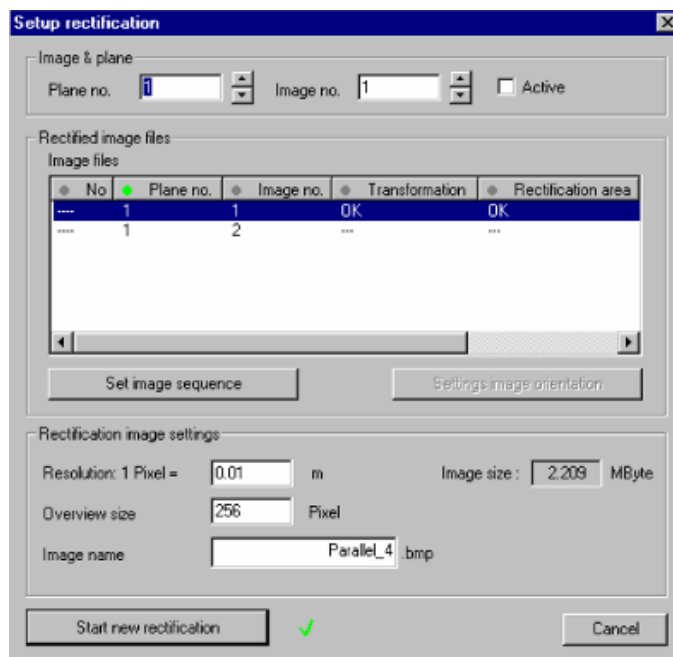 Setup rectification
Image & plane
Plane no. 1 Image no. 1 Active
Rectified image files
Image files
No Plane no. Image no. Transformation Rectification area
---- 1 1 OK OK
---- 1 2 --- ---
Set image sequence Settings image orientation
Rectification image settings
Resolution: 1 Pixel = 0.01 m Image size : 2.209 MByte
Overview size 256 Pixel
Image name Parallel_4 .bmp
Start new rectification Cancel